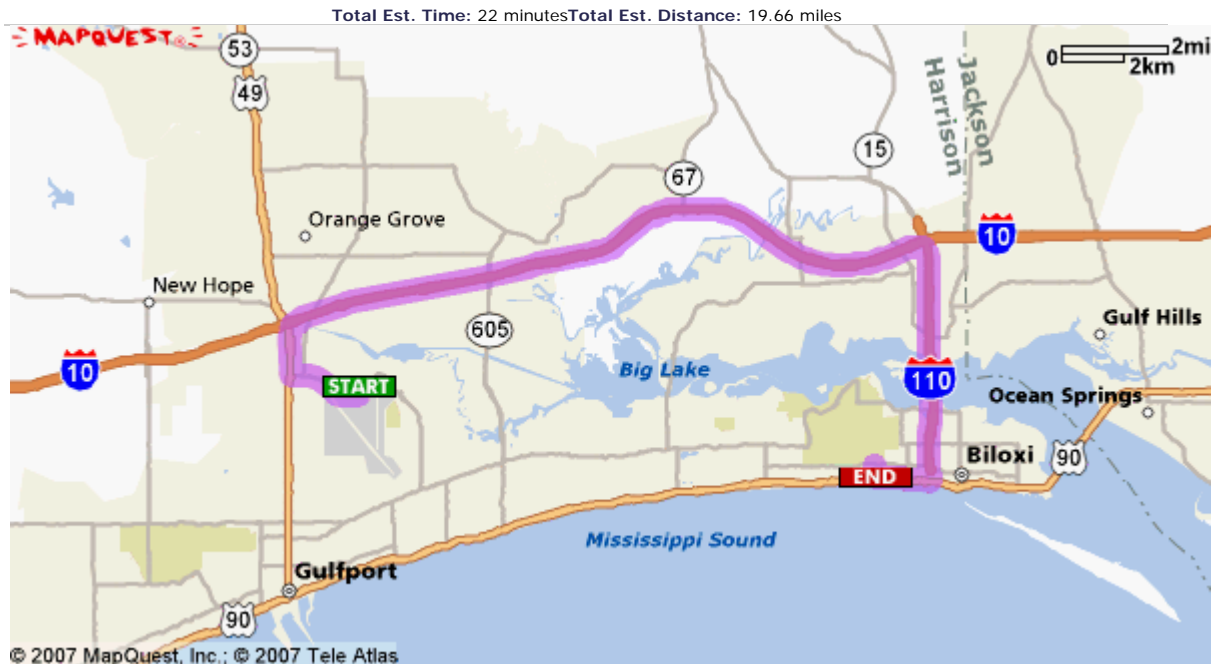 Total Est. Time: 22 minutesTotal Est. Distance: 19.66 miles
MAPQUEST
53
49
0
2mi
2km
Jackson
Harrison
15
67
Orange Grove
10
New Hope
605
Gulf Hills
10
START
Big Lake
110
Ocean Springs
Biloxi
90
END
Mississippi Sound
Gulfport
90
© 2007 MapQuest, Inc.; © 2007 Tele Atlas